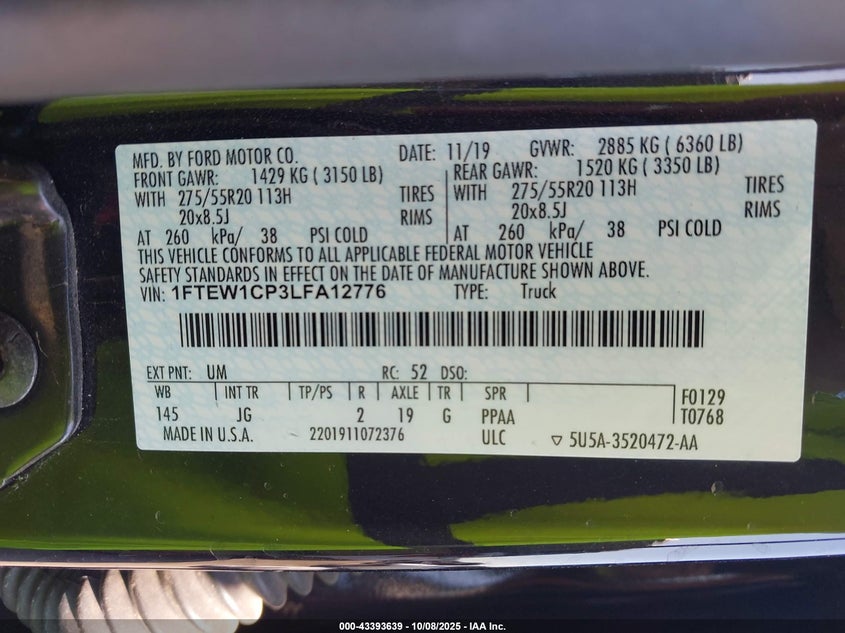 MFD. BY FORD MOTOR CO. DATE: 11/19 GVWR: 2885 KG ( 6360 LB)
FRONT GAWR: 1429 KG ( 3150 LB) REAR GAWR: 1520 KG ( 3350 LB)
WITH 275/55R20 113H TIRES WITH 275/55R20 113H TIRES
20x8.5J RIMS 20x8.5J RIMS
AT 260 kPa/ 38 PSI COLD AT 260 kPa/ 38 PSI COLD
THIS VEHICLE CONFORMS TO ALL APPLICABLE FEDERAL MOTOR VEHICLE
SAFETY STANDARDS IN EFFECT ON THE DATE OF MANUFACTURE SHOWN ABOVE.
VIN: 1FTEW1CP3LFA12776 TYPE: Truck
EXT PNT: UM RC: 52 DSO:
WB INT TR TP/PS R AXLE TR SPR F0129
145 JG 2 19 G PPAA T0768
MADE IN U.S.A. 2201911072376 ULC ▽ 5U5A-3520472-AA
000-43393639 - 10/08/2025 - IAA Inc.